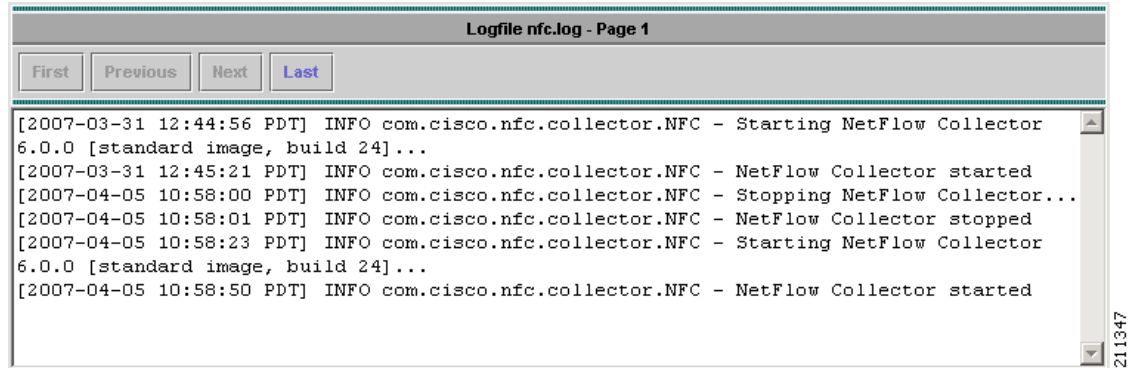 Logfile nfc.log - Page 1
First Previous Next Last
[2007-03-31 12:44:56 PDT] INFO com.cisco.nfc.collector.NFC - Starting NetFlow Collector
6.0.0 [standard image, build 24]...
[2007-03-31 12:45:21 PDT] INFO com.cisco.nfc.collector.NFC - NetFlow Collector started
[2007-04-05 10:58:00 PDT] INFO com.cisco.nfc.collector.NFC - Stopping NetFlow Collector...
[2007-04-05 10:58:01 PDT] INFO com.cisco.nfc.collector.NFC - NetFlow Collector stopped
[2007-04-05 10:58:23 PDT] INFO com.cisco.nfc.collector.NFC - Starting NetFlow Collector
6.0.0 [standard image, build 24]...
[2007-04-05 10:58:50 PDT] INFO com.cisco.nfc.collector.NFC - NetFlow Collector started
211347